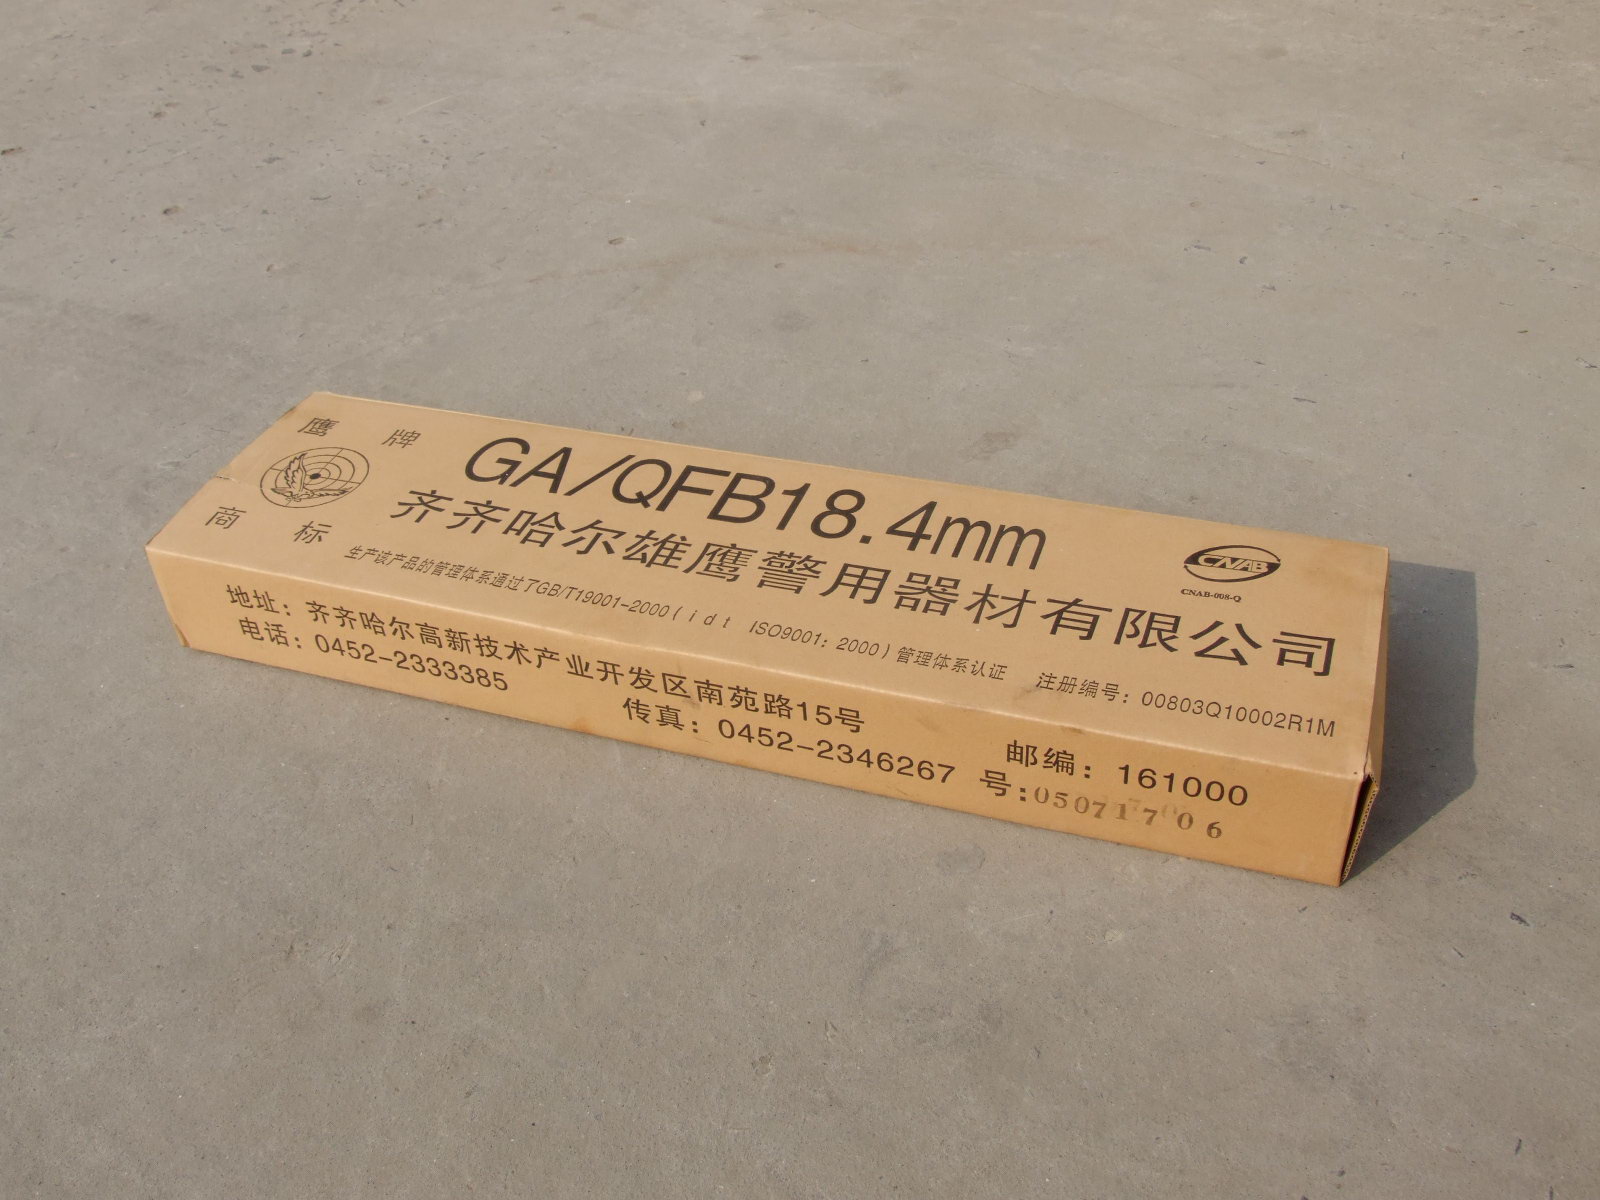 鹰 牌
商 标
GA/QFB18.4mm
齐齐哈尔雄鹰警用器材有限公司
CNAB
CNAB-008-Q
生产该产品的管理体系通过了GB/T19001-2000(idt ISO9001:2000)管理体系认证 注册编号:00803Q10002R1M
地址:齐齐哈尔高新技术产业开发区南苑路15号 邮编:161000
电话:0452-2333385 传真:0452-2346267 号:05071706